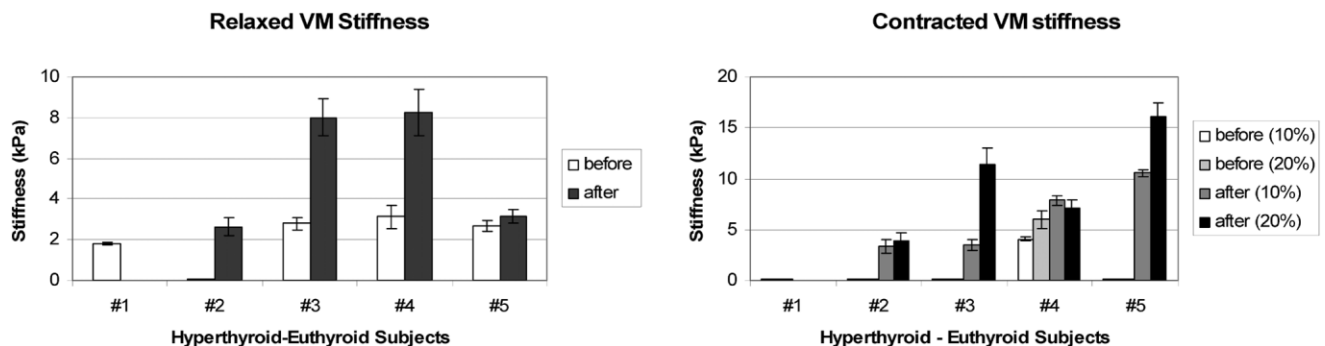 Relaxed VM Stiffness
Stiffness (kPa)
10
8
6
4
2
0
#1 #2 #3 #4 #5
Hyperthyroid-Euthyroid Subjects
before
after
Contracted VM stiffness
Stiffness (kPa)
20
15
10
5
0
#1 #2 #3 #4 #5
Hyperthyroid - Euthyroid Subjects
before (10%)
before (20%)
after (10%)
after (20%)